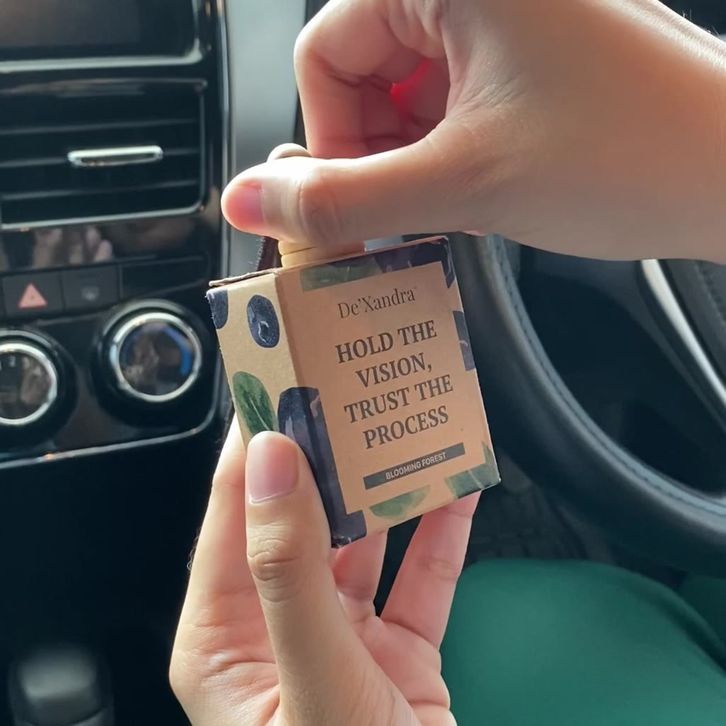 De'Xandra
HOLD THE
VISION,
TRUST THE
PROCESS
BLOOMING FOREST